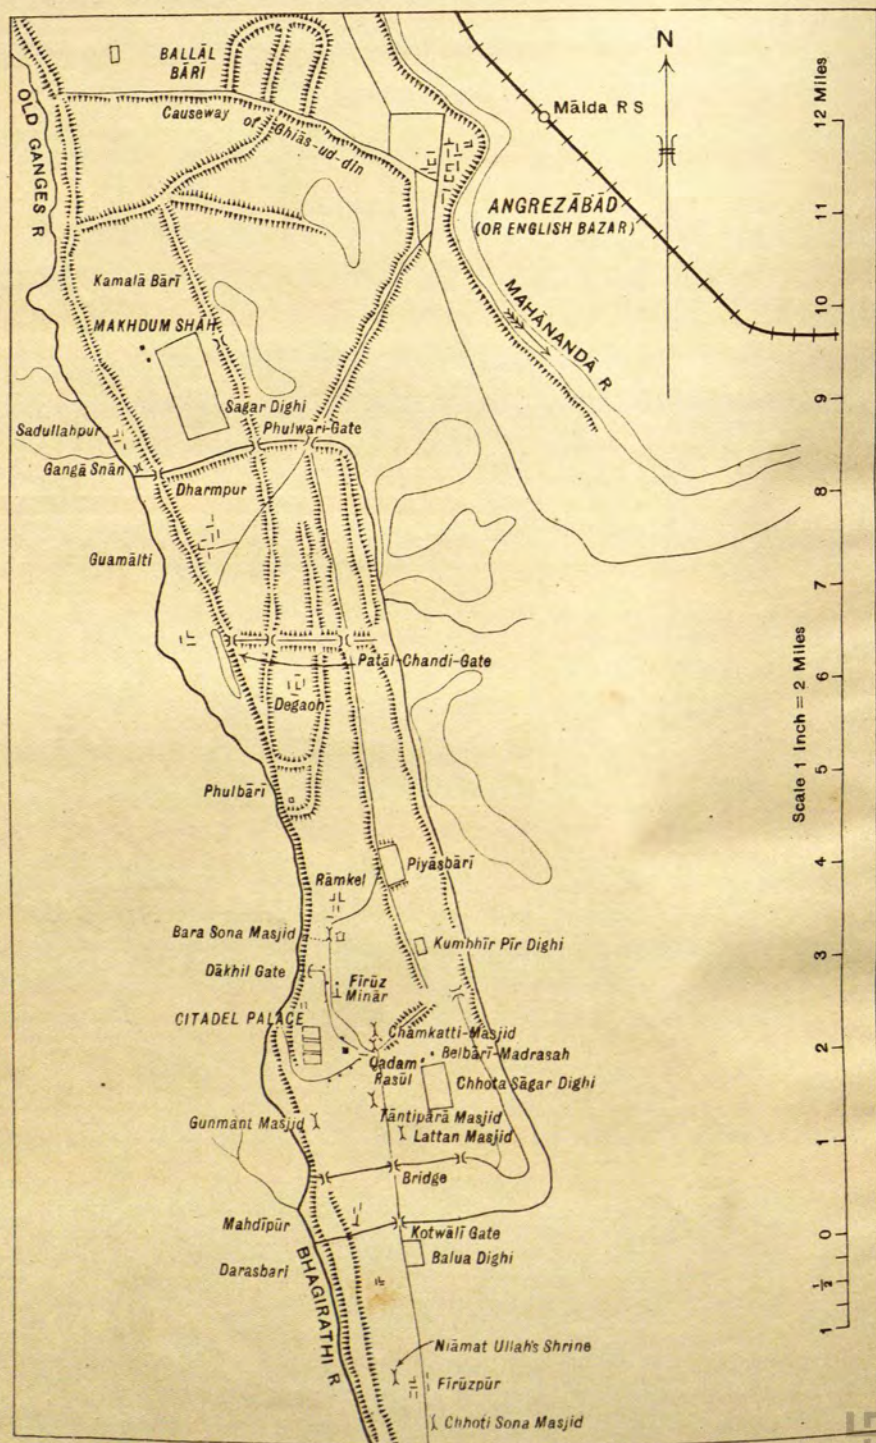 N
BALLĀL
BĀRĪ
OLD GANGES R
Causeway of Ghiās-ud-dīn
Mālda R S
ANGREZĀBĀD
(OR ENGLISH BAZAR)
MAHĀNANDĀ R
Kamalā Bārī
MAKHDUM SHĀH
Sagar Dighi
Phulwari-Gate
Sadullahpur
Gangā Snān
Dharmpur
Guamālti
Patāl-Chandi-Gate
Degaoh
Phulbārī
Piyāsbārī
Rāmkel
Bara Sona Masjid
Kumbhīr Pīr Dighi
Dākhil Gate
Fīrūz
Minār
CITADEL PALACE
Chamkatti-Masjid
Belbārī-Madrasah
Qadam
Rasūl
Chhota Sāgar Dighi
Tāntipārā Masjid
Gunmant Masjid
Lattan Masjid
Bridge
Mahdīpūr
Kotwālī Gate
Balua Dighi
Darasbari
BHAGIRATHI R
Niāmat Ullah's Shrine
Fīrūzpūr
Chhoti Sona Masjid
Scale 1 Inch = 2 Miles
1 ½ 0 1 2 3 4 5 6 7 8 9 10 11 12 Miles